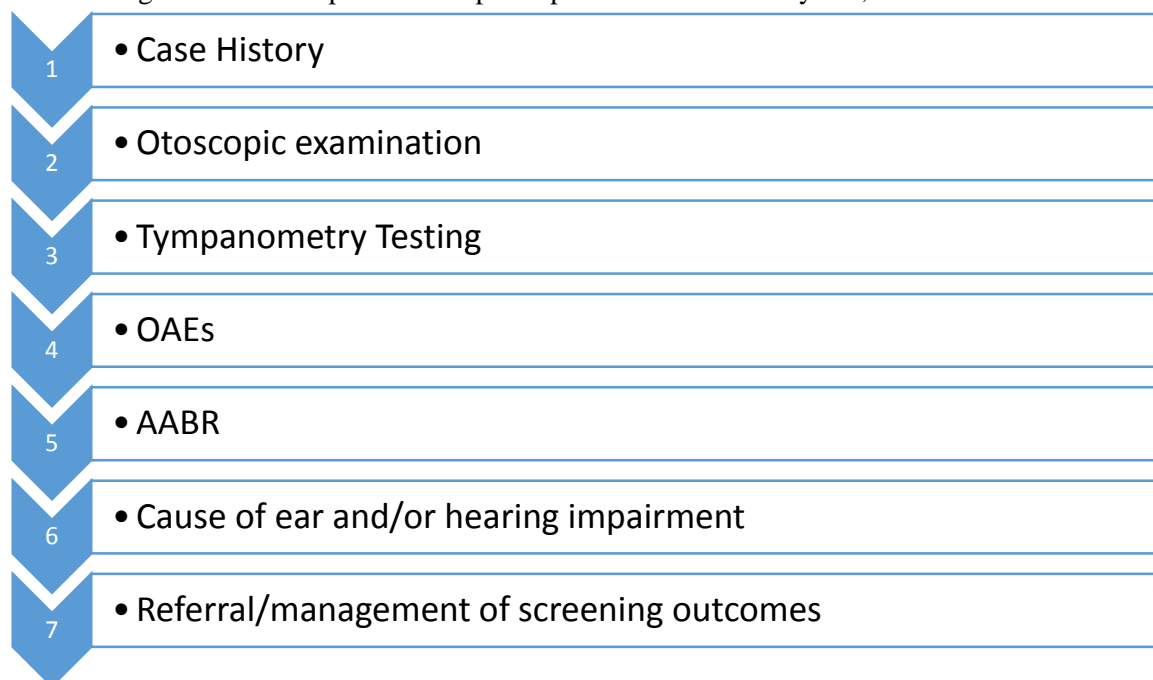 1 • Case History
2 • Otoscopic examination
3 • Tympanometry Testing
4 • OAEs
5 • AABR
6 • Cause of ear and/or hearing impairment
7 • Referral/management of screening outcomes